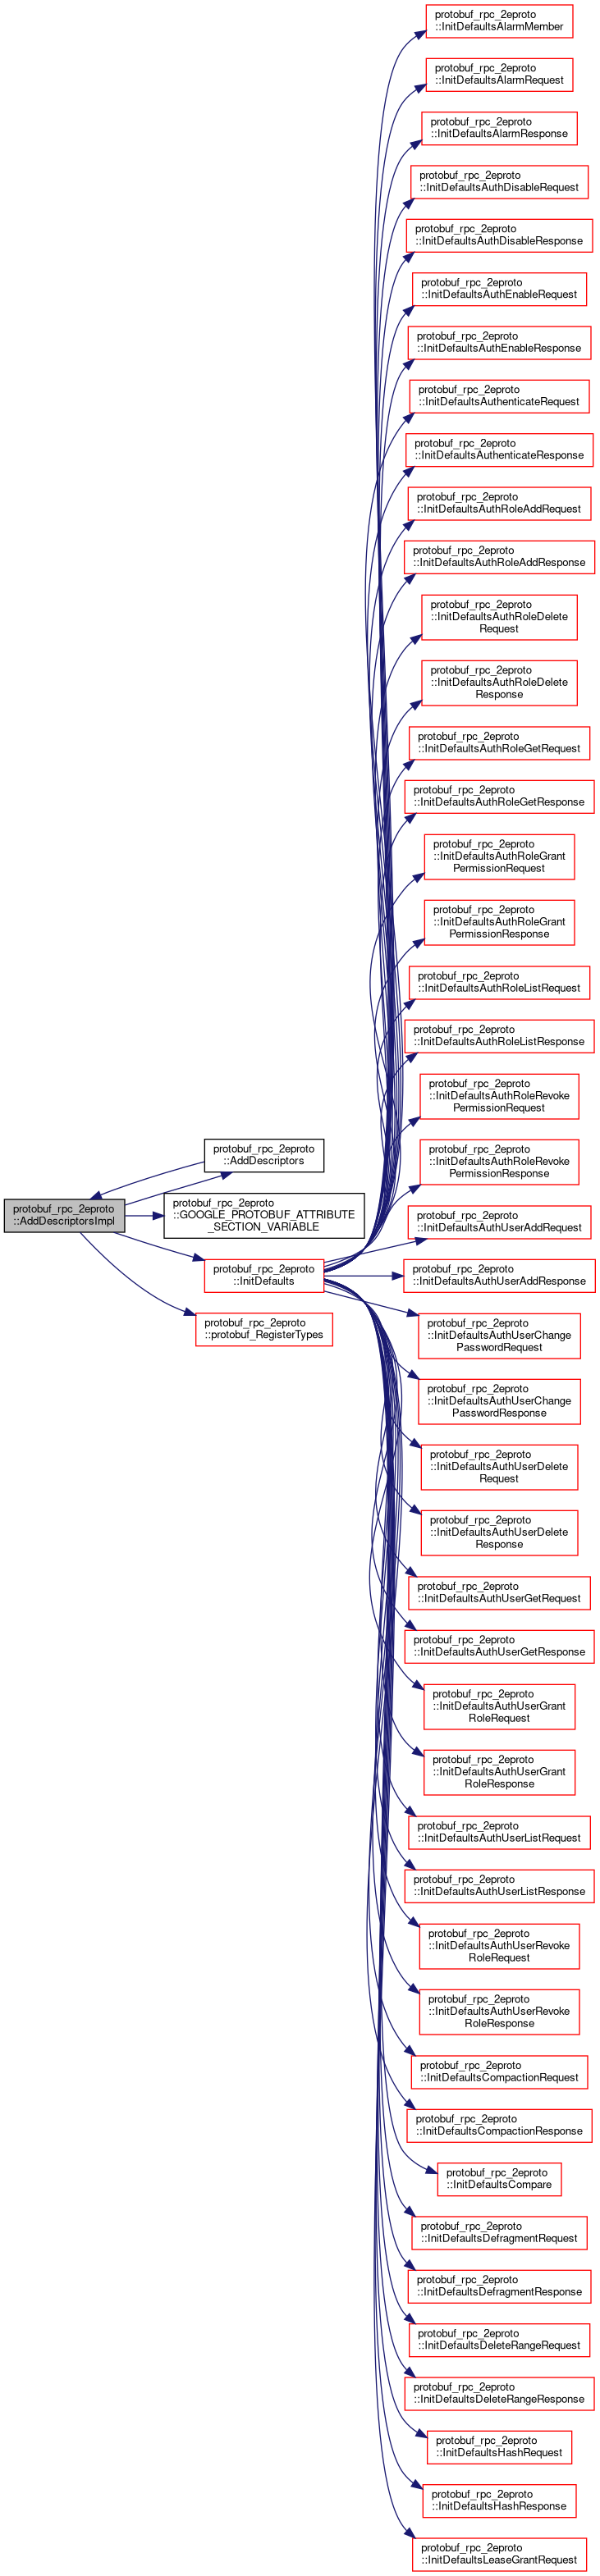 protobuf_rpc_2eproto
::AddDescriptorsImpl
protobuf_rpc_2eproto
::AddDescriptors
protobuf_rpc_2eproto
::GOOGLE_PROTOBUF_ATTRIBUTE
_SECTION_VARIABLE
protobuf_rpc_2eproto
::InitDefaults
protobuf_rpc_2eproto
::protobuf_RegisterTypes
protobuf_rpc_2eproto
::InitDefaultsAlarmMember
protobuf_rpc_2eproto
::InitDefaultsAlarmRequest
protobuf_rpc_2eproto
::InitDefaultsAlarmResponse
protobuf_rpc_2eproto
::InitDefaultsAuthDisableRequest
protobuf_rpc_2eproto
::InitDefaultsAuthDisableResponse
protobuf_rpc_2eproto
::InitDefaultsAuthEnableRequest
protobuf_rpc_2eproto
::InitDefaultsAuthEnableResponse
protobuf_rpc_2eproto
::InitDefaultsAuthenticateRequest
protobuf_rpc_2eproto
::InitDefaultsAuthenticateResponse
protobuf_rpc_2eproto
::InitDefaultsAuthRoleAddRequest
protobuf_rpc_2eproto
::InitDefaultsAuthRoleAddResponse
protobuf_rpc_2eproto
::InitDefaultsAuthRoleDelete
Request
protobuf_rpc_2eproto
::InitDefaultsAuthRoleDelete
Response
protobuf_rpc_2eproto
::InitDefaultsAuthRoleGetRequest
protobuf_rpc_2eproto
::InitDefaultsAuthRoleGetResponse
protobuf_rpc_2eproto
::InitDefaultsAuthRoleGrant
PermissionRequest
protobuf_rpc_2eproto
::InitDefaultsAuthRoleGrant
PermissionResponse
protobuf_rpc_2eproto
::InitDefaultsAuthRoleListRequest
protobuf_rpc_2eproto
::InitDefaultsAuthRoleListResponse
protobuf_rpc_2eproto
::InitDefaultsAuthRoleRevoke
PermissionRequest
protobuf_rpc_2eproto
::InitDefaultsAuthRoleRevoke
PermissionResponse
protobuf_rpc_2eproto
::InitDefaultsAuthUserAddRequest
protobuf_rpc_2eproto
::InitDefaultsAuthUserAddResponse
protobuf_rpc_2eproto
::InitDefaultsAuthUserChange
PasswordRequest
protobuf_rpc_2eproto
::InitDefaultsAuthUserChange
PasswordResponse
protobuf_rpc_2eproto
::InitDefaultsAuthUserDelete
Request
protobuf_rpc_2eproto
::InitDefaultsAuthUserDelete
Response
protobuf_rpc_2eproto
::InitDefaultsAuthUserGetRequest
protobuf_rpc_2eproto
::InitDefaultsAuthUserGetResponse
protobuf_rpc_2eproto
::InitDefaultsAuthUserGrant
RoleRequest
protobuf_rpc_2eproto
::InitDefaultsAuthUserGrant
RoleResponse
protobuf_rpc_2eproto
::InitDefaultsAuthUserListRequest
protobuf_rpc_2eproto
::InitDefaultsAuthUserListResponse
protobuf_rpc_2eproto
::InitDefaultsAuthUserRevoke
RoleRequest
protobuf_rpc_2eproto
::InitDefaultsAuthUserRevoke
RoleResponse
protobuf_rpc_2eproto
::InitDefaultsCompactionRequest
protobuf_rpc_2eproto
::InitDefaultsCompactionResponse
protobuf_rpc_2eproto
::InitDefaultsCompare
protobuf_rpc_2eproto
::InitDefaultsDefragmentRequest
protobuf_rpc_2eproto
::InitDefaultsDefragmentResponse
protobuf_rpc_2eproto
::InitDefaultsDeleteRangeRequest
protobuf_rpc_2eproto
::InitDefaultsDeleteRangeResponse
protobuf_rpc_2eproto
::InitDefaultsHashRequest
protobuf_rpc_2eproto
::InitDefaultsHashResponse
protobuf_rpc_2eproto
::InitDefaultsLeaseGrantRequest